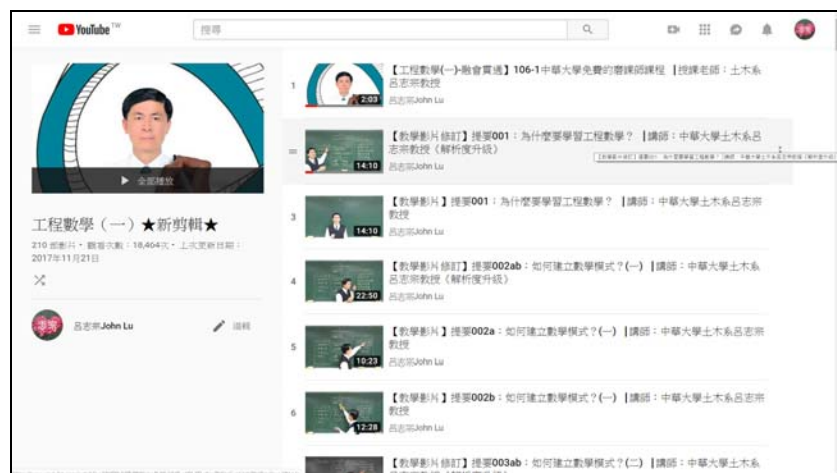 YouTube TW
搜尋
全部播放
工程數學（一）★新剪輯★
210 部影片・ 觀看次數：18,464次・ 上次更新日期：
2017年11月21日
呂志宗John Lu
編輯
1
2:03
【工程數學(一)-融會貫通】106-1中華大學免費的磨課師課程 |授課老師：土木系
呂志宗教授
呂志宗John Lu
14:10
【教學影片修訂】提要001：為什麼要學習工程數學？ |講師：中華大學土木系呂
志宗教授（解析度升級）
呂志宗John Lu
3
14:10
【教學影片】提要001：為什麼要學習工程數學？ |講師：中華大學土木系呂志宗
教授
呂志宗John Lu
4
22:50
【教學影片修訂】提要002ab：如何建立數學模式？(一) |講師：中華大學土木系
呂志宗教授（解析度升級）
呂志宗John Lu
5
10:23
【教學影片】提要002a：如何建立數學模式？(一) |講師：中華大學土木系呂志宗
教授
呂志宗John Lu
6
12:28
【教學影片】提要002b：如何建立數學模式？(一) |講師：中華大學土木系呂志宗
教授
呂志宗John Lu
【教學影片修訂】提要003ab：如何建立數學模式？(二) |講師：中華大學土木系